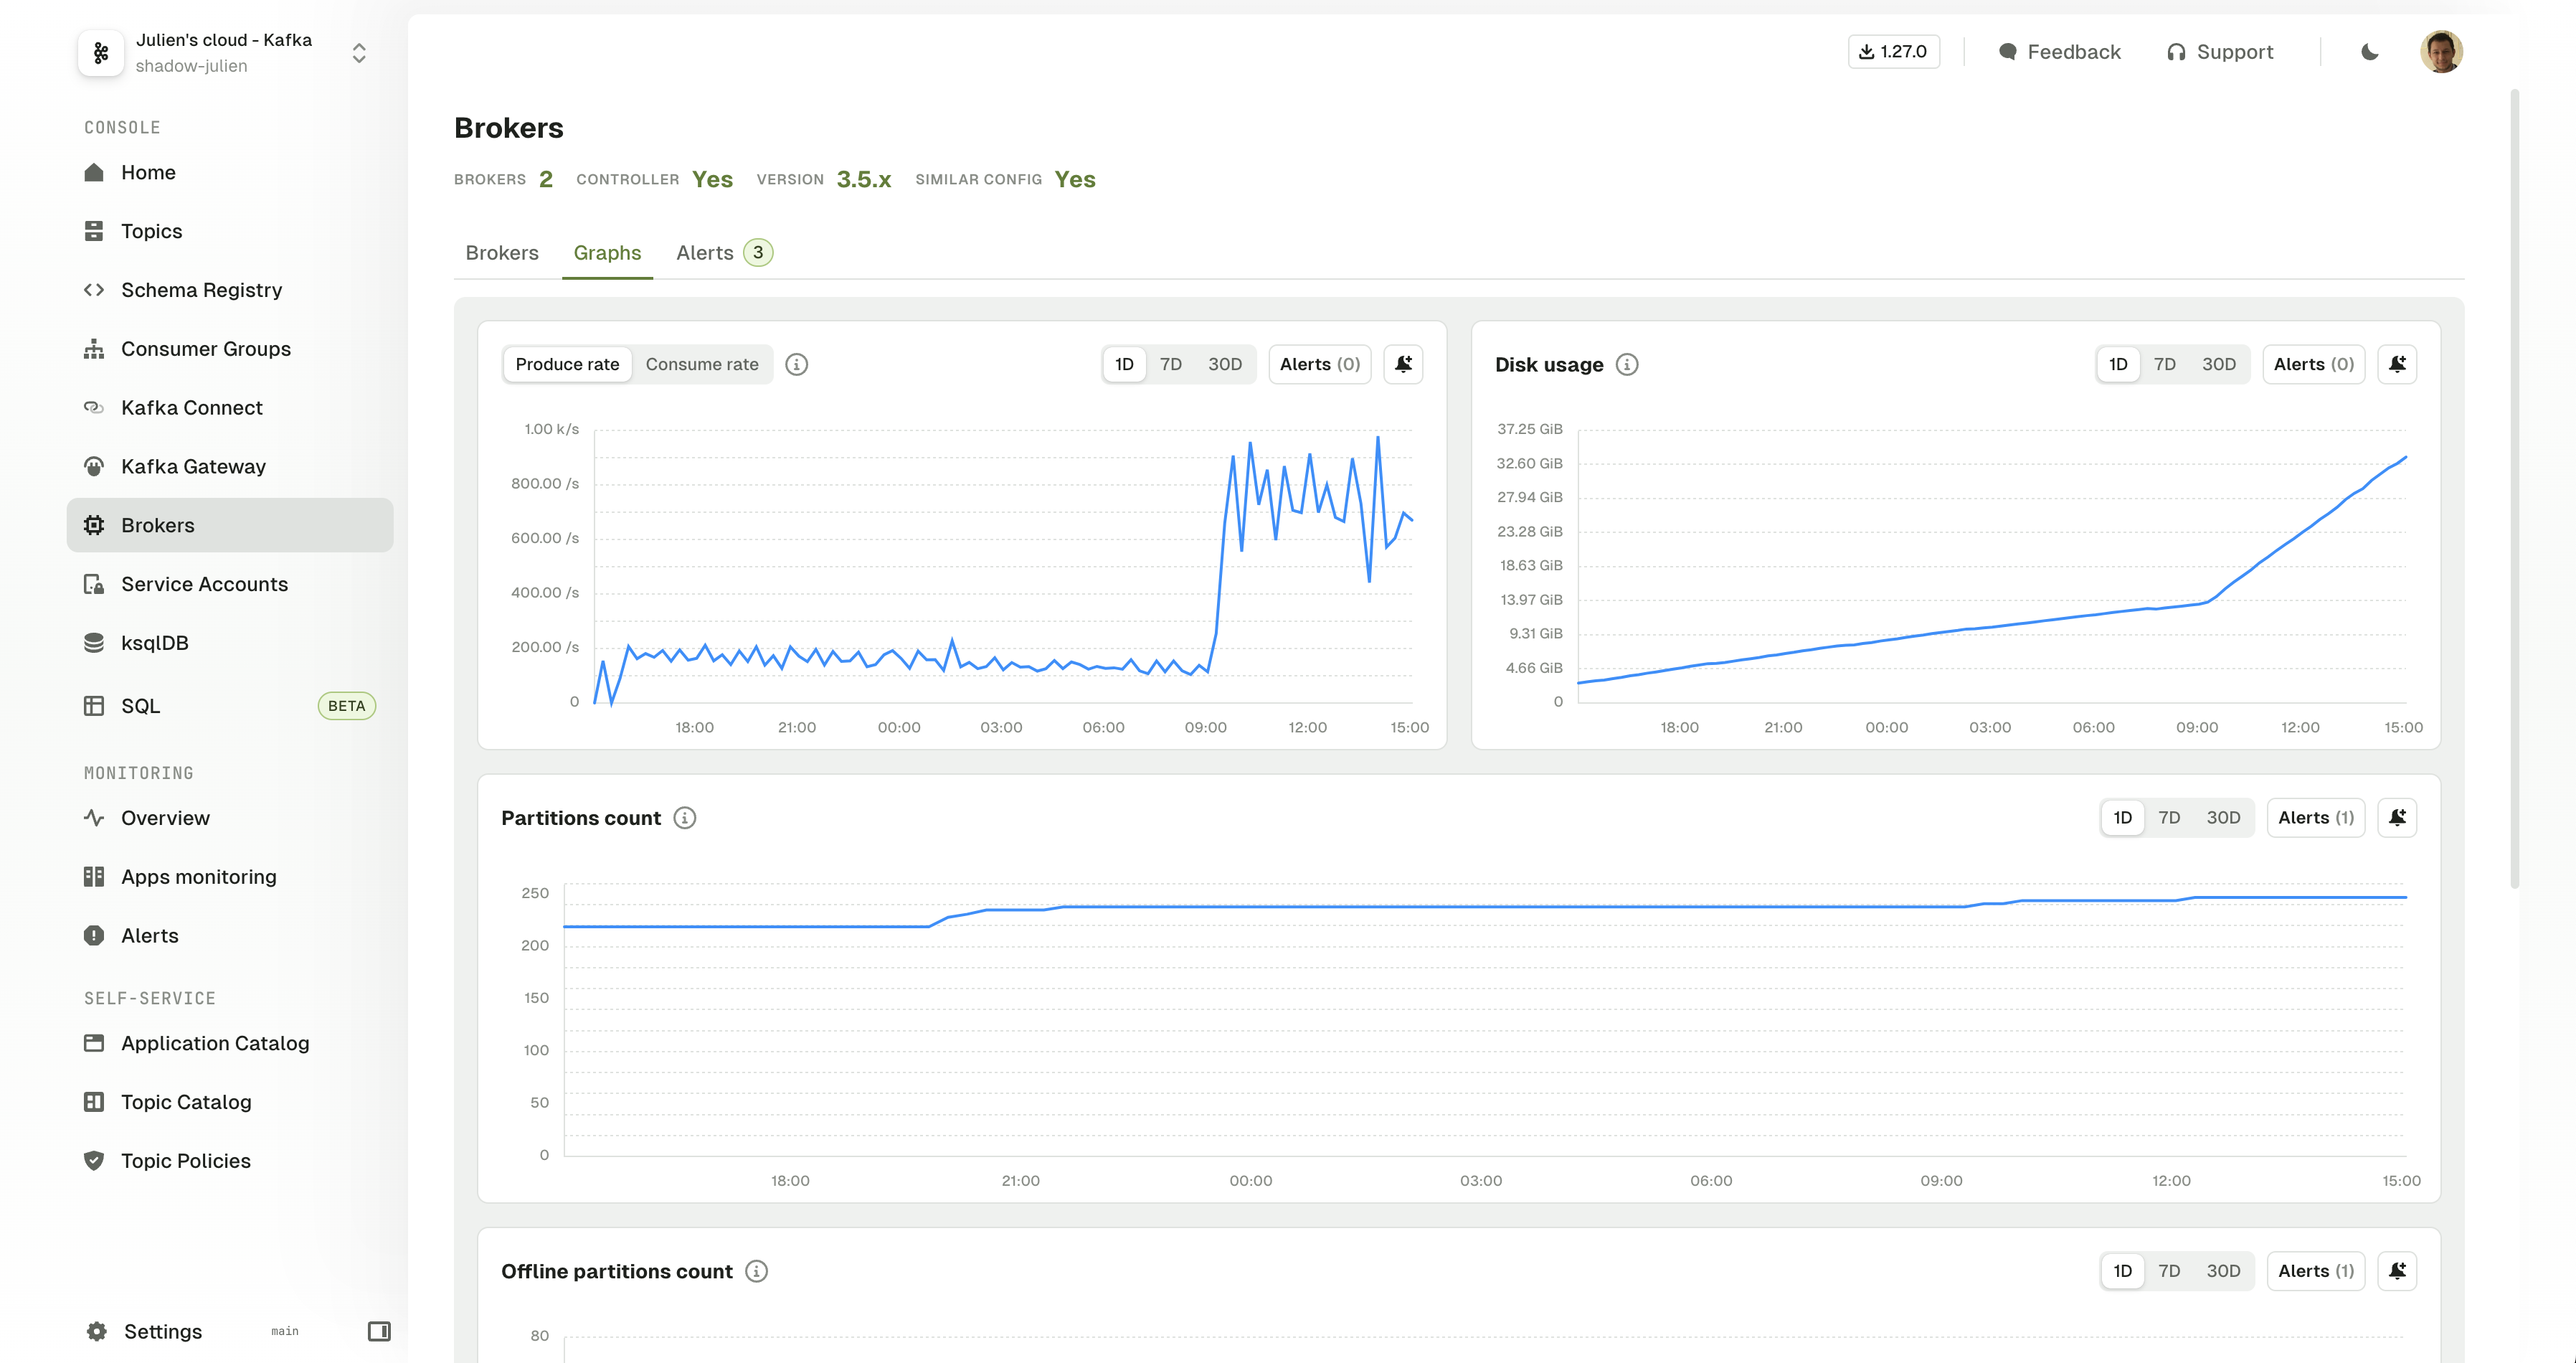 Julien's cloud - Kafka
shadow-julien
CONSOLE
Home
Topics
Schema Registry
Consumer Groups
Kafka Connect
Kafka Gateway
Brokers
Service Accounts
ksqlDB
SQL BETA
MONITORING
Overview
Apps monitoring
Alerts
SELF-SERVICE
Application Catalog
Topic Catalog
Topic Policies
Settings main
1.27.0 Feedback Support
Brokers
BROKERS 2 CONTROLLER Yes VERSION 3.5.x SIMILAR CONFIG Yes
Brokers Graphs Alerts 3
Produce rate Consume rate 1D 7D 30D Alerts (0)
1.00 k/s
800.00 /s
600.00 /s
400.00 /s
200.00 /s
0
18:00 21:00 00:00 03:00 06:00 09:00 12:00 15:00
Disk usage 1D 7D 30D Alerts (0)
37.25 GiB
32.60 GiB
27.94 GiB
23.28 GiB
18.63 GiB
13.97 GiB
9.31 GiB
4.66 GiB
0
18:00 21:00 00:00 03:00 06:00 09:00 12:00 15:00
Partitions count 1D 7D 30D Alerts (1)
250
200
150
100
50
0
18:00 21:00 00:00 03:00 06:00 09:00 12:00 15:00
Offline partitions count 1D 7D 30D Alerts (1)
80